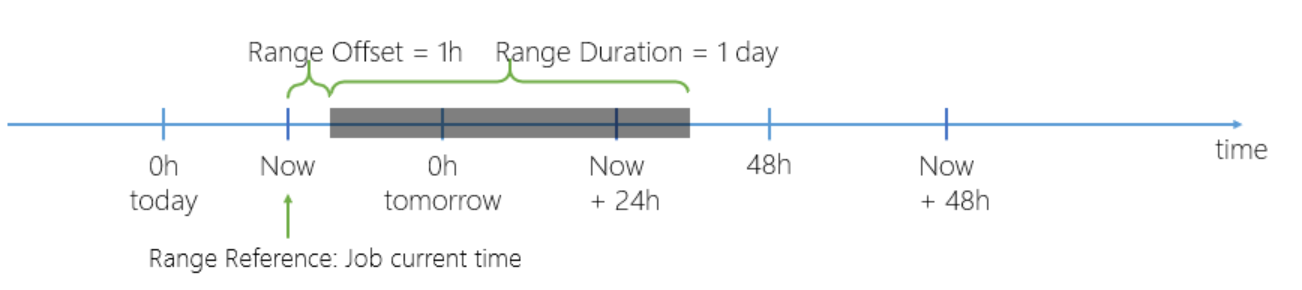 Range Offset = 1h Range Duration = 1 day
0h Now 0h Now 48h Now time
today tomorrow + 24h + 48h
Range Reference: Job current time